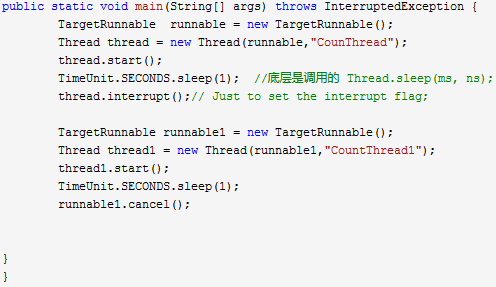 public static void main(String[] args) throws InterruptedException {
TargetRunnable  runnable = new TargetRunnable();
Thread thread = new Thread(runnable,"CounThread");
thread.start();
TimeUnit.SECONDS.sleep(1);  //底层是调用的 Thread.sleep(ms, ns);
thread.interrupt();// Just to set the interrupt flag;
TargetRunnable runnable1 = new TargetRunnable();
Thread thread1 = new Thread(runnable1,"CountThread1");
thread1.start();
TimeUnit.SECONDS.sleep(1);
runnable1.cancel();
}
}